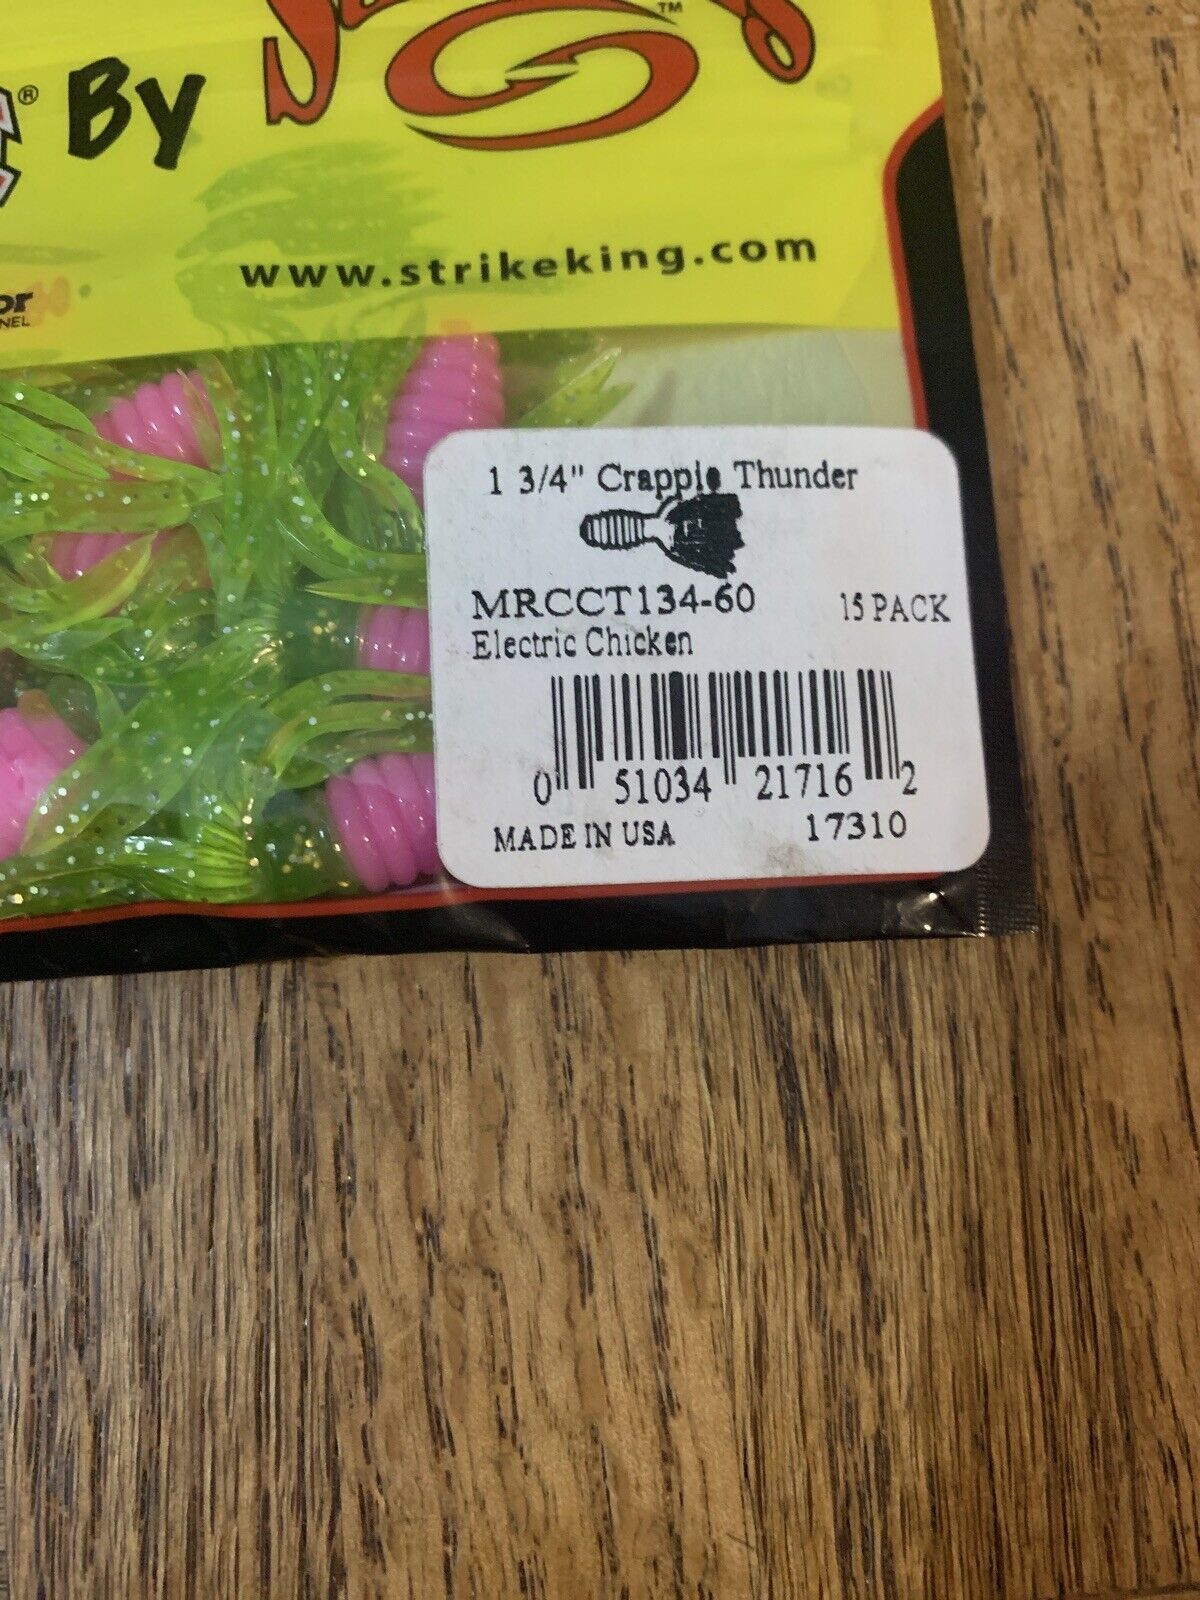 ® By ™
www.strikeking.com
1 3/4" Crappie Thunder
MRCCT134-60 15 PACK
Electric Chicken
0 51034 21716 2
MADE IN USA 17310